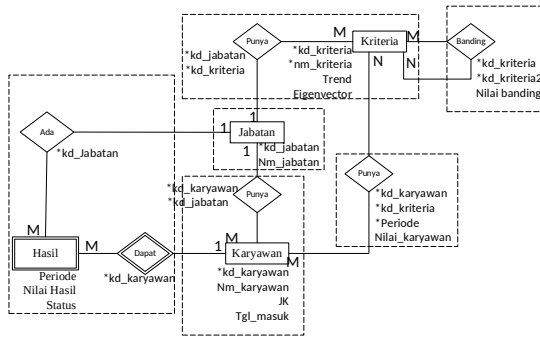 Punya
M
Kriteria
M
Banding
*kd_jabatan
*kd_kriteria
*kd_kriteria
*nm_kriteria
Trend
Eigenvector
N
N
*kd_kriteria
*kd_kriteria2
Nilai banding
Ada
*kd_Jabatan
1
1
Jabatan
1
*kd_jabatan
Nm_jabatan
Punya
*kd_karyawan
*kd_kriteria
*Periode
Nilai_karyawan
*kd_karyawan
*kd_jabatan
Punya
M
Hasil
M
Dapat
1
M
Karyawan
M
Periode
Nilai Hasil
Status
*kd_karyawan
*kd_karyawan
Nm_karyawan
JK
Tgl_masuk